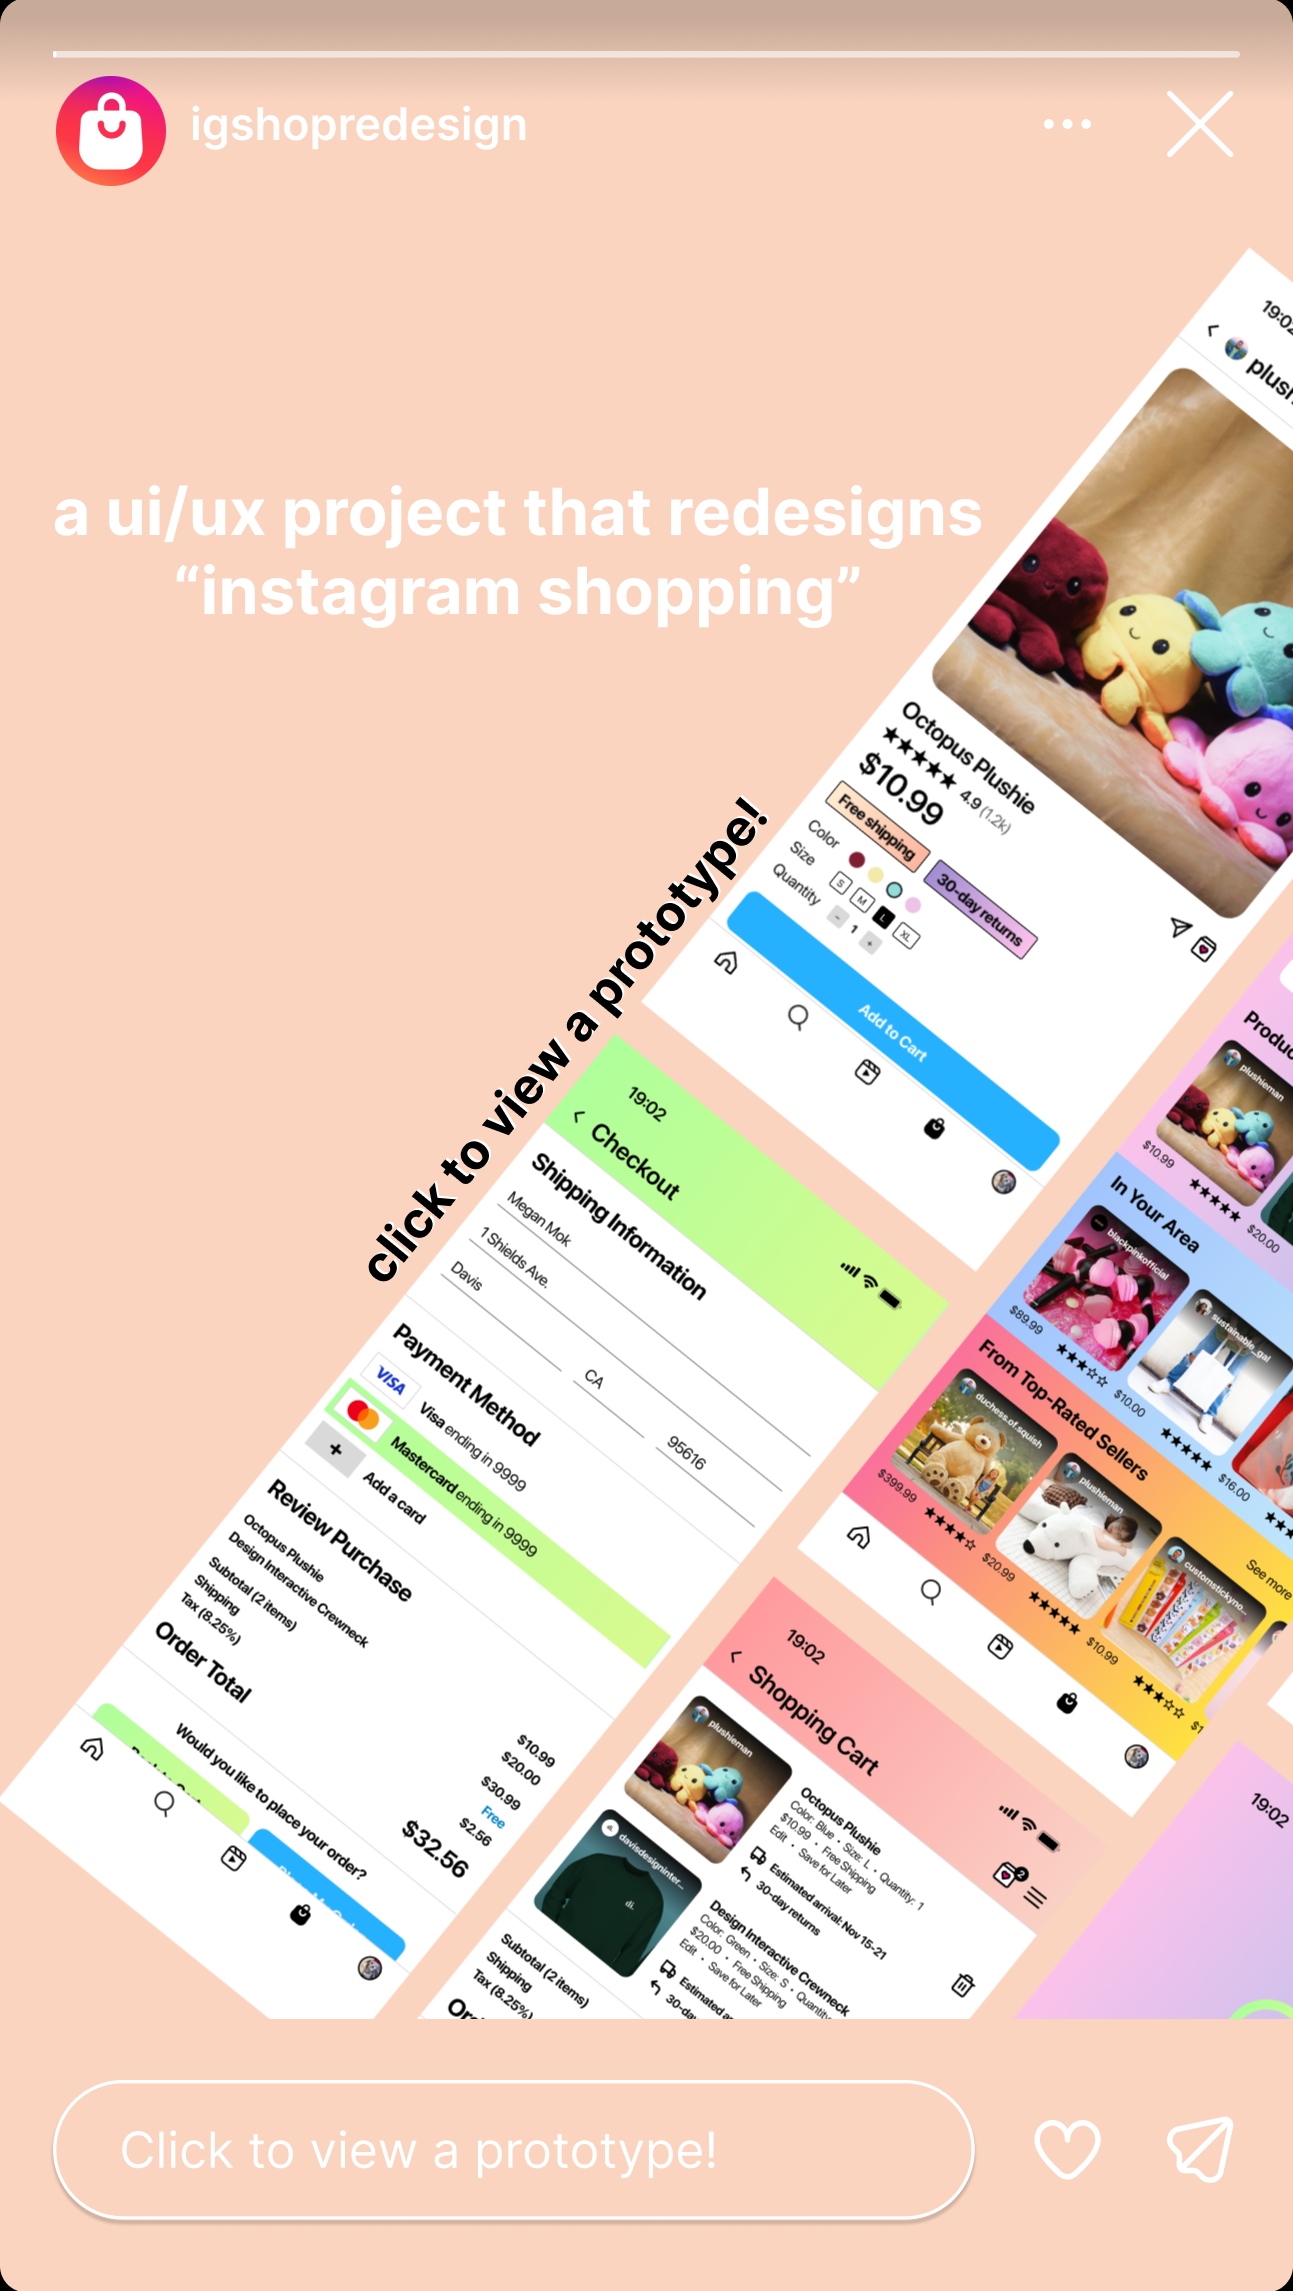 igshopredesign
a ui/ux project that redesigns
“instagram shopping”
click to view a prototype!
19:02
Octopus Plushie
4.9 (1.2k)
$10.99
Free shipping
30-day returns
Color
Size
S M L XL
Quantity
- 1 +
Add to Cart
19:02
Checkout
Shipping Information
Megan Mok
1 Shields Ave.
Davis
CA
95616
Payment Method
VISA
Visa ending in 9999
Mastercard ending in 9999
+
Add a card
Review Purchase
Octopus Plushie
$10.99
Design Interactive Crewneck
$20.00
Subtotal (2 items)
$30.99
Shipping
Free
Tax (8.25%)
$2.56
Order Total
$32.56
Would you like to place your order?
plushieman
$10.99
$20.00
In Your Area
blackpinkofficial
$89.99
sustainable_gal
$10.00
$16.00
From Top-Rated Sellers
duchess.of.squish
$399.99
plushieman
$20.99
See more
customstickyno...
$10.99
19:02
Shopping Cart
2
plushieman
Octopus Plushie
Color: Blue • Size: L • Quantity: 1
$10.99 • Free Shipping
Edit • Save for Later
Estimated arrival: Nov 15-21
30-day returns
davisdesigninter...
di.
Design Interactive Crewneck
Color: Green • Size: S • Quantity
$20.00 • Free Shipping
Edit • Save for Later
Subtotal (2 items)
Shipping
Tax (8.25%)
19:02
Click to view a prototype!